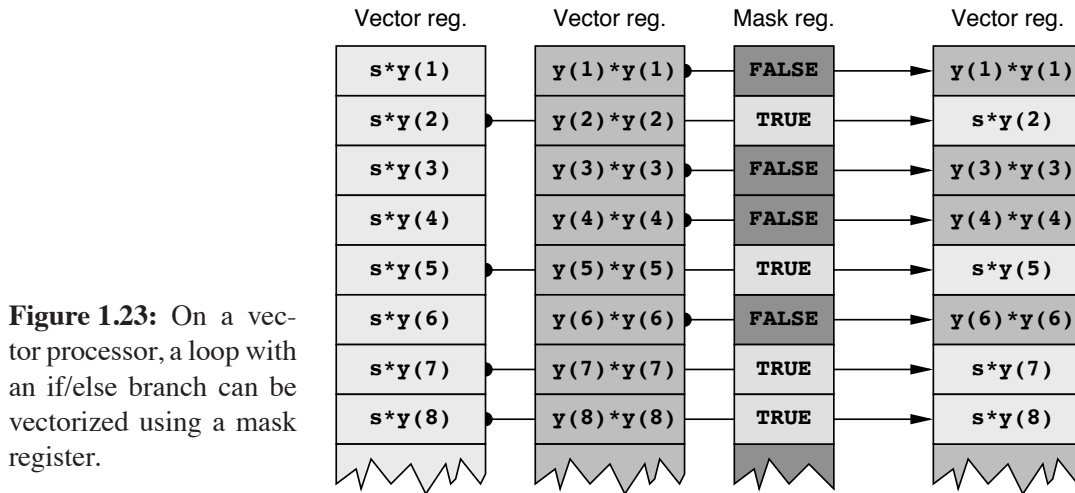 Vector reg. Vector reg. Mask reg. Vector reg.
s*y(1) y(1)*y(1) FALSE y(1)*y(1)
s*y(2) y(2)*y(2) TRUE s*y(2)
s*y(3) y(3)*y(3) FALSE y(3)*y(3)
s*y(4) y(4)*y(4) FALSE y(4)*y(4)
s*y(5) y(5)*y(5) TRUE s*y(5)
s*y(6) y(6)*y(6) FALSE y(6)*y(6)
s*y(7) y(7)*y(7) TRUE s*y(7)
s*y(8) y(8)*y(8) TRUE s*y(8)
Figure 1.23: On a vec-
tor processor, a loop with
an if/else branch can be
vectorized using a mask
register.